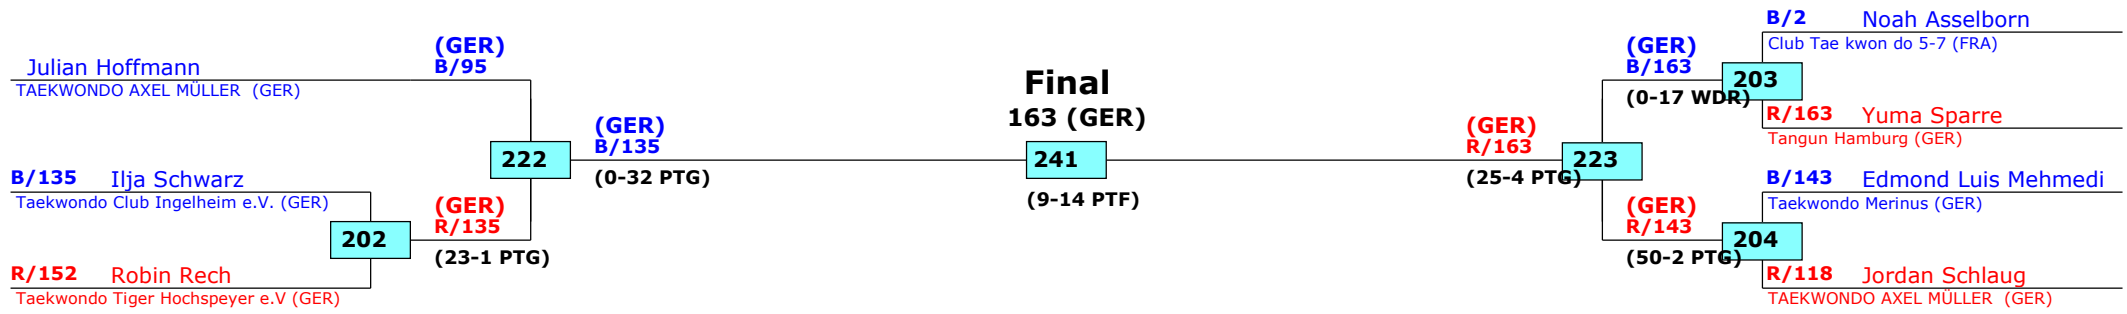 Julian Hoffmann
TAEKWONDO AXEL MÜLLER (GER)
(GER)
B/95
B/135 Ilja Schwarz
Taekwondo Club Ingelheim e.V. (GER)
R/152 Robin Rech
Taekwondo Tiger Hochspeyer e.V (GER)
202
(GER)
R/135
(23-1 PTG)
222
(GER)
B/135
(0-32 PTG)
Final
163 (GER)
241
(9-14 PTF)
(GER)
R/163
(25-4 PTG)
223
(GER)
B/163
(0-17 WDR)
203
B/2 Noah Asselborn
Club Tae kwon do 5-7 (FRA)
R/163 Yuma Sparre
Tangun Hamburg (GER)
(GER)
R/143
(50-2 PTG)
204
B/143 Edmond Luis Mehmedi
Taekwondo Merinus (GER)
R/118 Jordan Schlaug
TAEKWONDO AXEL MÜLLER (GER)